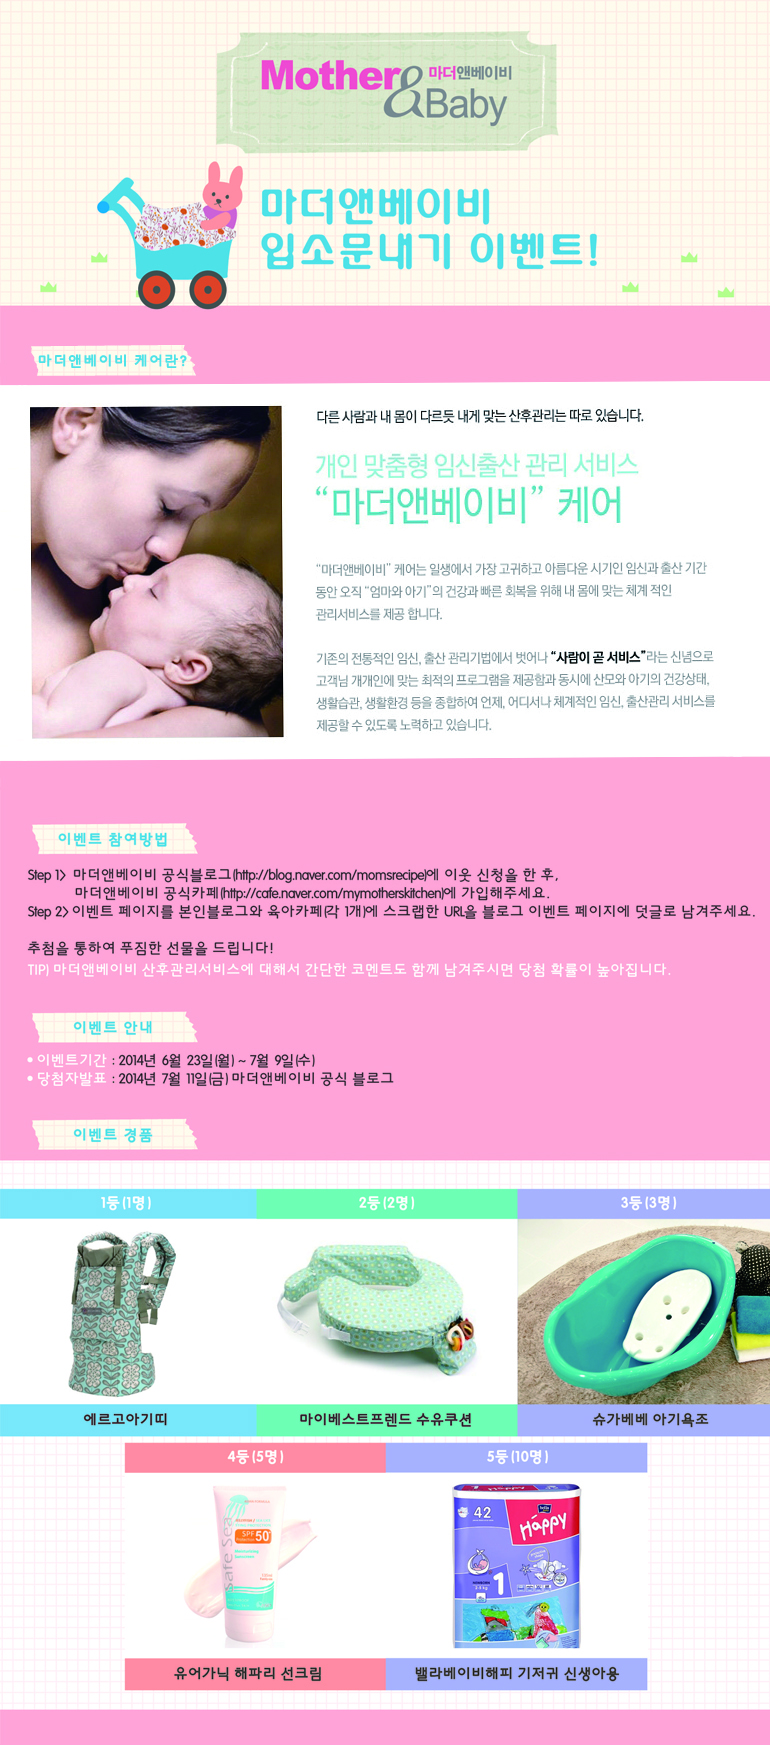 Mother
마더앤베이비
&Baby
마더앤베이비
입소문내기 이벤트!
마더앤베이비 케어란?
다른 사람과 내 몸이 다르듯 내게 맞는 산후관리는 따로 있습니다.
개인 맞춤형 임신출산 관리 서비스
“마더앤베이비” 케어
“마더앤베이비” 케어는 일생에서 가장 고귀하고 아름다운 시기인 임신과 출산 기간
동안 오직 “엄마와 아기”의 건강과 빠른 회복을 위해 내 몸에 맞는 체계 적인
관리서비스를 제공 합니다.
기존의 전통적인 임신, 출산 관리기법에서 벗어나 “사람이 곧 서비스”라는 신념으로
고객님 개개인에 맞는 최적의 프로그램을 제공함과 동시에 산모와 아기의 건강상태,
생활습관, 생활환경 등을 종합하여 언제, 어디서나 체계적인 임신, 출산관리 서비스를
제공할 수 있도록 노력하고 있습니다.
이벤트 참여방법
Step 1> 마더앤베이비 공식블로그(http://blog.naver.com/momsrecipe)에 이웃 신청을 한 후,
마더앤베이비 공식카페(http://cafe.naver.com/mymotherskitchen)에 가입해주세요.
Step 2> 이벤트 페이지를 본인블로그와 육아카페(각 1개)에 스크랩한 URL을 블로그 이벤트 페이지에 덧글로 남겨주세요.
추첨을 통하여 푸짐한 선물을 드립니다!
TIP) 마더앤베이비 산후관리서비스에 대해서 간단한 코멘트도 함께 남겨주시면 당첨 확률이 높아집니다.
이벤트 안내
• 이벤트기간 : 2014년 6월 23일(월) ~ 7월 9일(수)
• 당첨자발표 : 2014년 7월 11일(금) 마더앤베이비 공식 블로그
이벤트 경품
1등(1명)
2등(2명)
3등(3명)
에르고아기띠
마이베스트프렌드 수유쿠션
슈가베베 아기욕조
4등(5명)
5등(10명)
Safe Sea
SPF 50+
42
Happy
1
유어가닉 해파리 선크림
밸라베이비해피 기저귀 신생아용